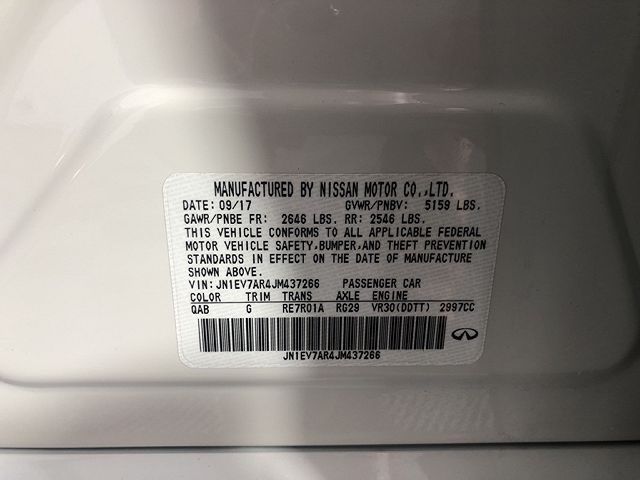 MANUFACTURED BY NISSAN MOTOR CO.,LTD.
DATE: 09/17 GVWR/PNBV: 5159 LBS.
GAWR/PNBE FR: 2646 LBS. RR: 2546 LBS.
THIS VEHICLE CONFORMS TO ALL APPLICABLE FEDERAL
MOTOR VEHICLE SAFETY,BUMPER,AND THEFT PREVENTION
STANDARDS IN EFFECT ON THE DATE OF MANUFACTURE
SHOWN ABOVE.
VIN: JN1EV7AR4JM437266 PASSENGER CAR
COLOR TRIM TRANS AXLE ENGINE
QAB G RE7R01A RG29 VR30(DDTT) 2997CC
JN1EV7AR4JM437266